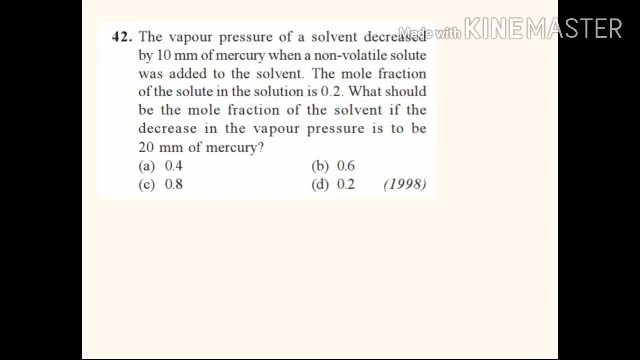 Made with KINEMASTER
42. The vapour pressure of a solvent decreased
by 10 mm of mercury when a non-volatile solute
was added to the solvent. The mole fraction
of the solute in the solution is 0.2. What should
be the mole fraction of the solvent if the
decrease in the vapour pressure is to be
20 mm of mercury?
(a) 0.4 (b) 0.6
(c) 0.8 (d) 0.2 (1998)